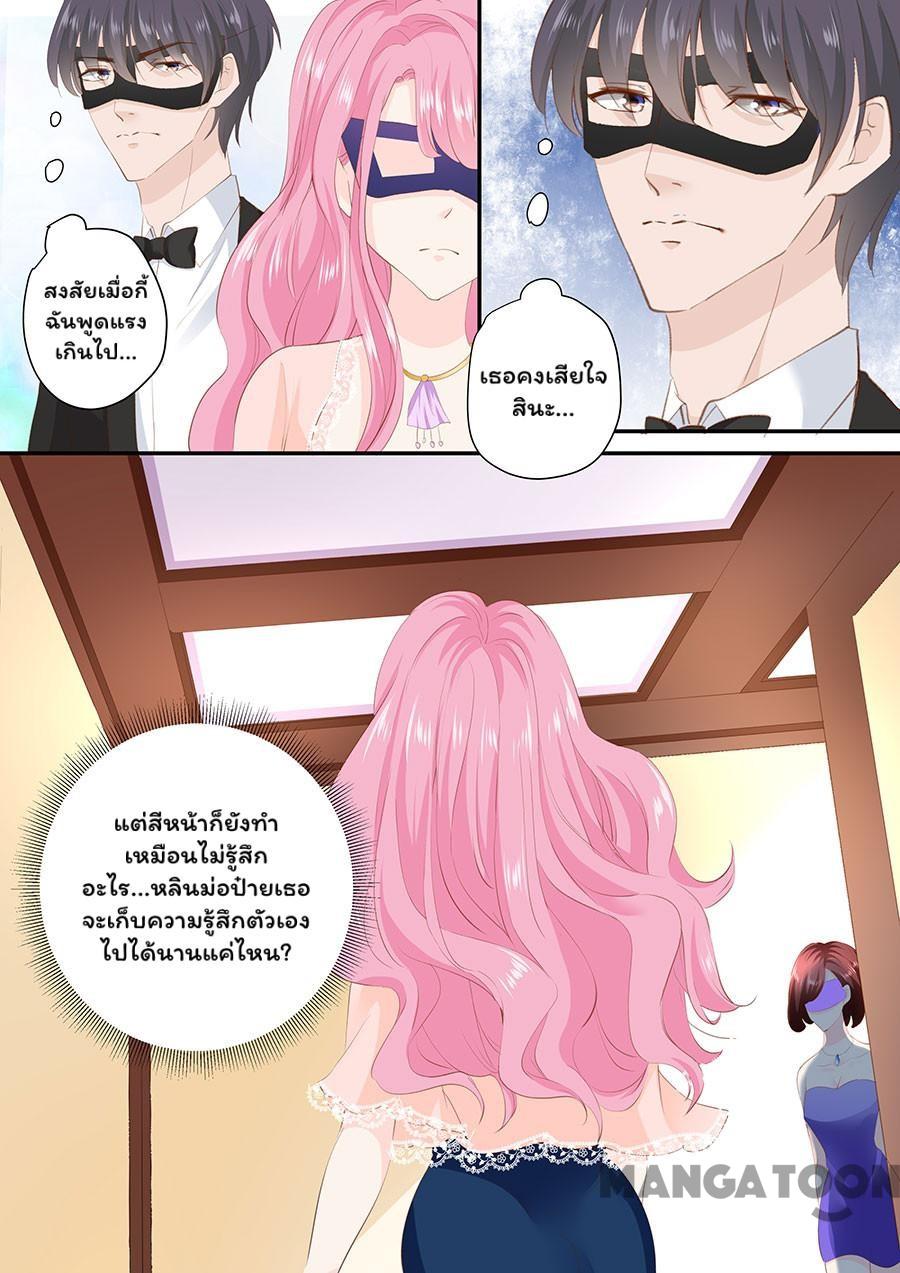 สงสัยเมื่อกี้
ฉันพูดแรง
เกินไป...
เธอคงเสียใจ
สินะ...
แต่สีหน้าก็ยังทำ
เหมือนไม่รู้สึก
อะไร...หลินม่อป๋ายเธอ
จะเก็บความรู้สึกตัวเอง
ไปได้นานแค่ไหน?
MANGATOON